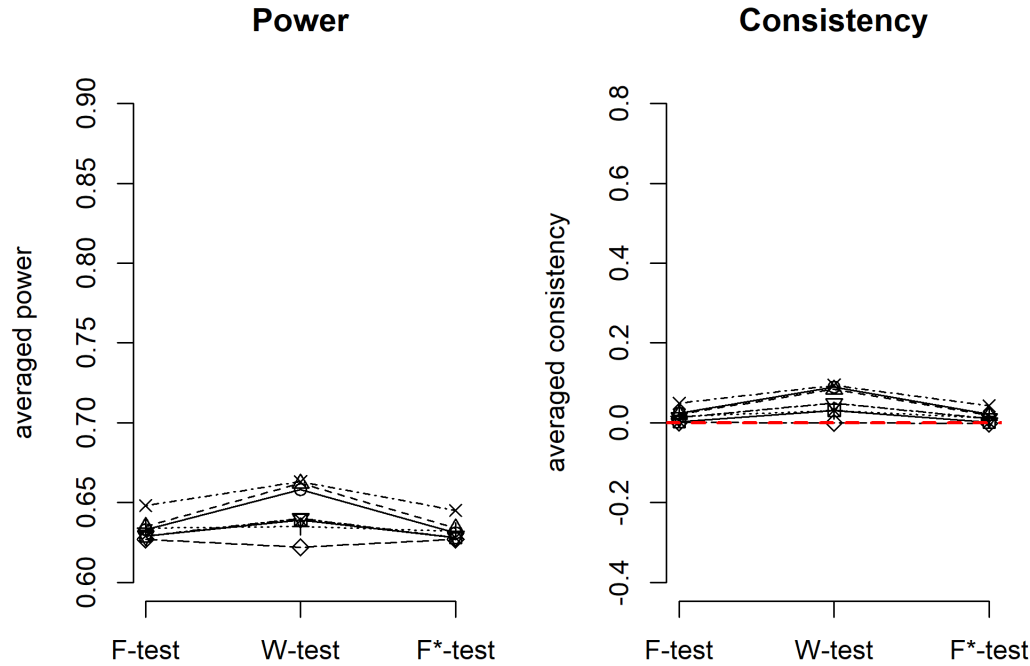 Power
averaged power
0.90
0.85
0.80
0.75
0.70
0.65
0.60
F-test W-test F*-test
Consistency
averaged consistency
0.8
0.6
0.4
0.2
0.0
-0.2
-0.4
F-test W-test F*-test